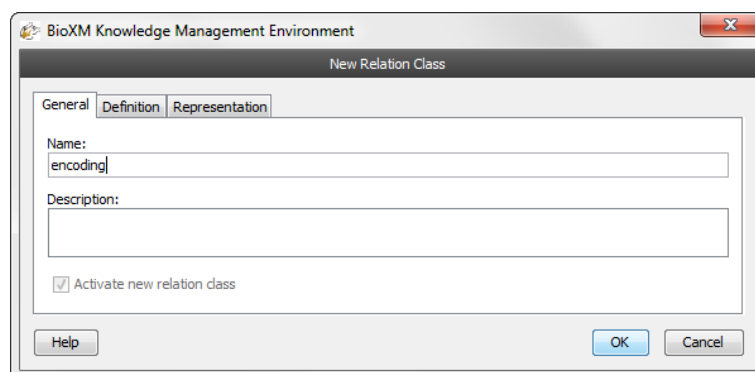 BioXM Knowledge Management Environment
New Relation Class
General Definition Representation
Name:
encoding
Description:
Activate new relation class
Help OK Cancel